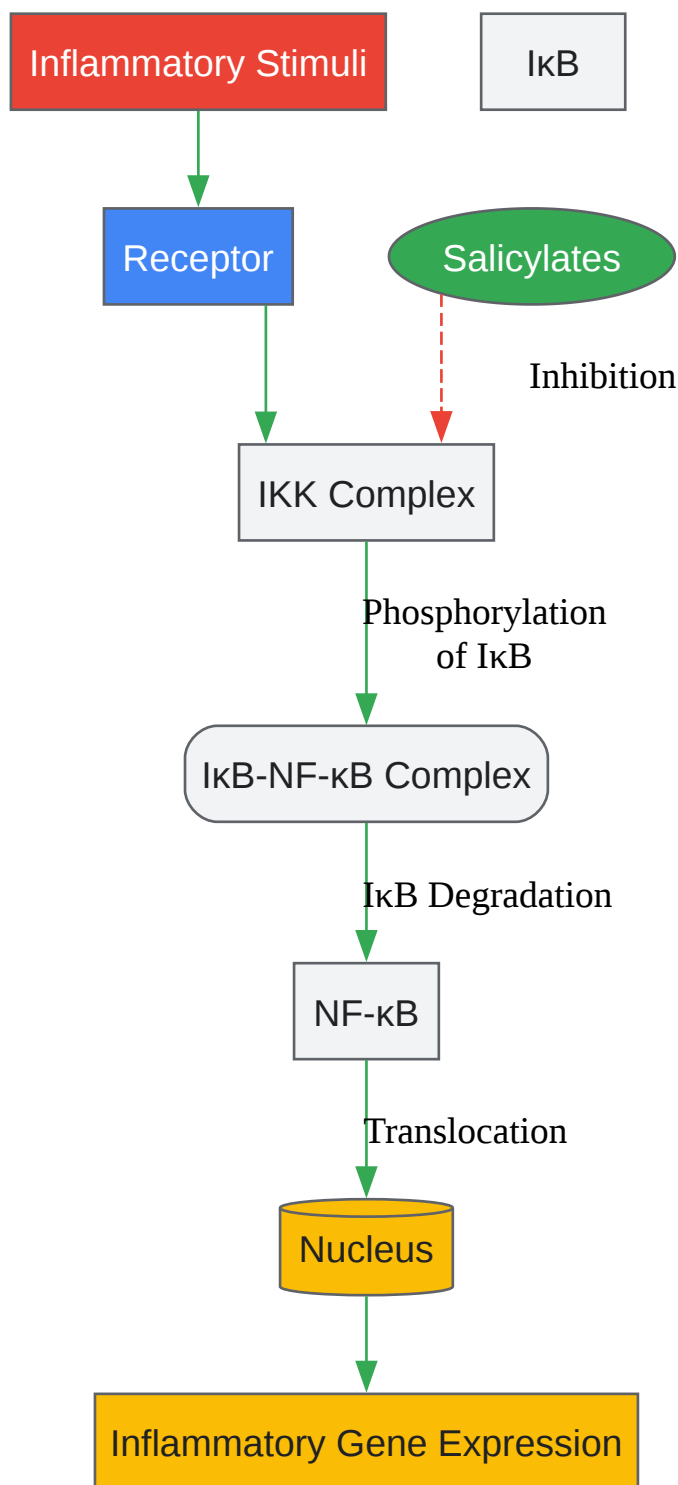 Inflammatory Stimuli
IκB
Receptor
Salicylates
Inhibition
IKK Complex
Phosphorylation
of IκB
IκB-NF-κB Complex
IκB Degradation
NF-κB
Translocation
Nucleus
Inflammatory Gene Expression